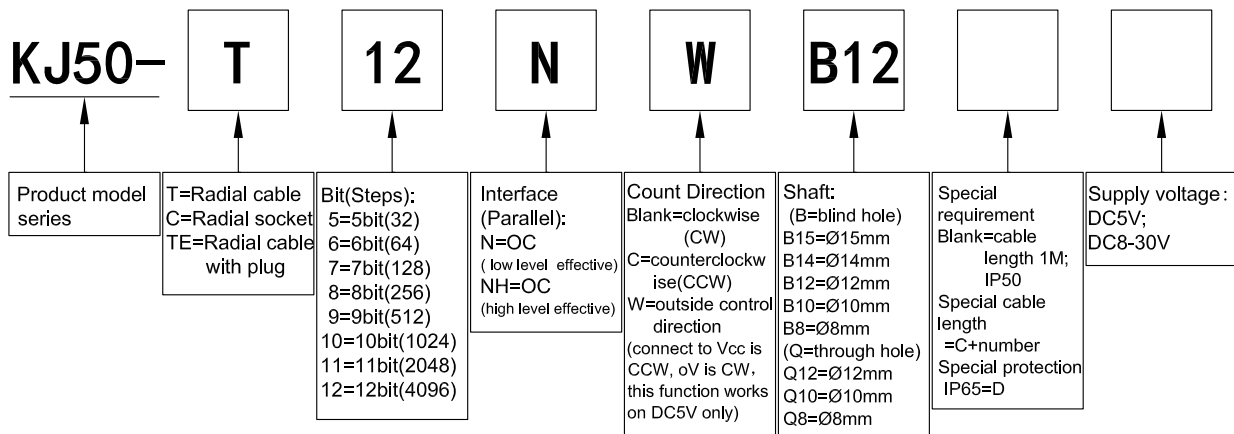 KJ50- T 12 N W B12
Product model
series
T=Radial cable
C=Radial socket
TE=Radial cable
with plug
Bit(Steps):
5=5bit(32)
6=6bit(64)
7=7bit(128)
8=8bit(256)
9=9bit(512)
10=10bit(1024)
11=11bit(2048)
12=12bit(4096)
Interface
(Parallel):
N=OC
( low level effective)
NH=OC
(high level effective)
Count Direction
Blank=clockwise
(CW)
C=counterclockw
ise(CCW)
W=outside control
direction
(connect to Vcc is
CCW, oV is CW,
this function works
on DC5V only)
Shaft:
(B=blind hole)
B15=Ø15mm
B14=Ø14mm
B12=Ø12mm
B10=Ø10mm
B8=Ø8mm
(Q=through hole)
Q12=Ø12mm
Q10=Ø10mm
Q8=Ø8mm
Special
requirement
Blank=cable
length 1M;
IP50
Special cable
length
=C+number
Special protection
IP65=D
Supply voltage:
DC5V;
DC8-30V